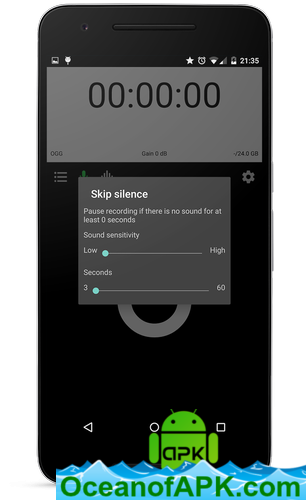 21:35
00:00:00
OGG Gain 0 dB -/24.0 GB
Skip silence
Pause recording if there is no sound for at
least 0 seconds
Sound sensitivity
Low High
Seconds
3 60
APK
OceanofAPK.com